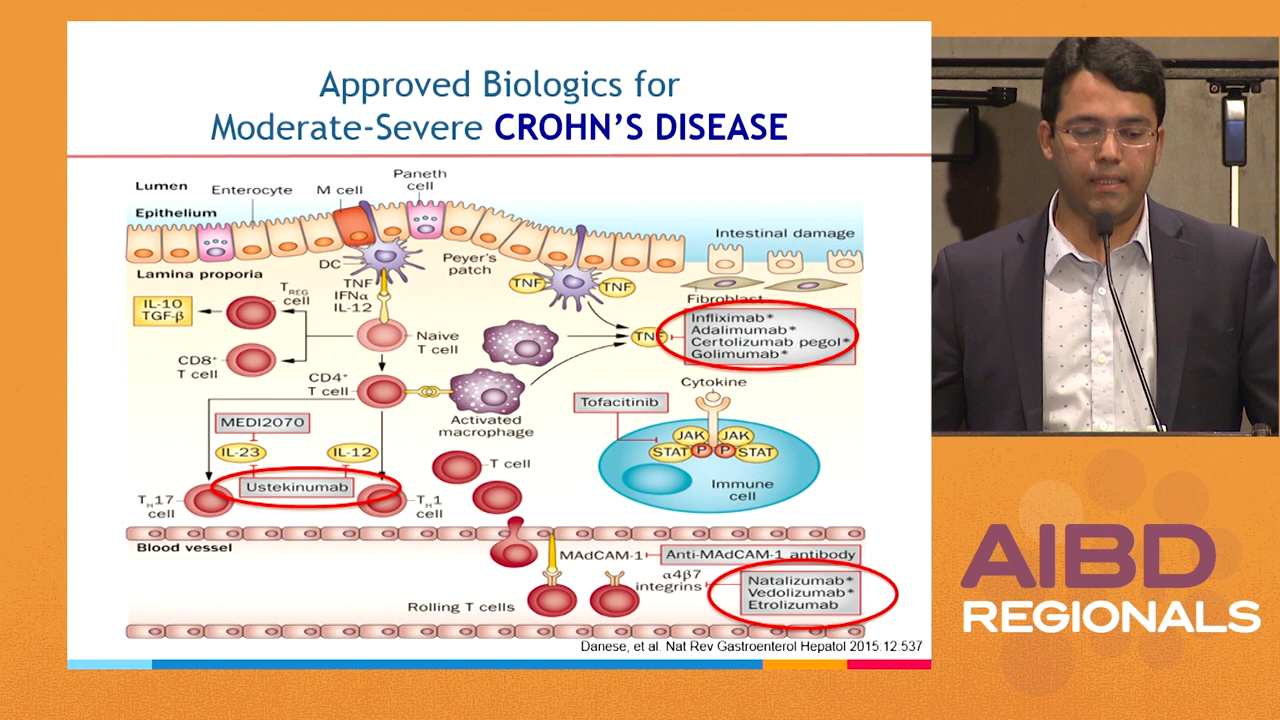 Approved Biologics for
Moderate-Severe CROHN'S DISEASE
Lumen
Enterocyte
M cell
Paneth
cell
Epithelium
Intestinal damage
DC
Peyer's
patch
Lamina proporia
TNF
IFNα
IL-12
TNF
TNF
Fibroblast
IL-10
TGF-β
TREG
cell
Naive
T cell
TNF
Infliximab*
Adalimumab*
Certolizumab pegol*
Golimumab*
CD8+
T cell
CD4+
T cell
Activated
macrophage
Cytokine
Tofacitinib
MEDI2070
JAK
JAK
STAT
P
P
STAT
IL-23
IL-12
Immune
cell
T cell
Ustekinumab
TH17
cell
TH1
cell
Blood vessel
MAdCAM-1
Anti-MAdCAM-1 antibody
α4β7
integrins
Natalizumab*
Vedolizumab*
Etrolizumab
Rolling T cells
Danese, et al. Nat Rev Gastroenterol Hepatol 2015:12:537
AIBD
REGIONALS